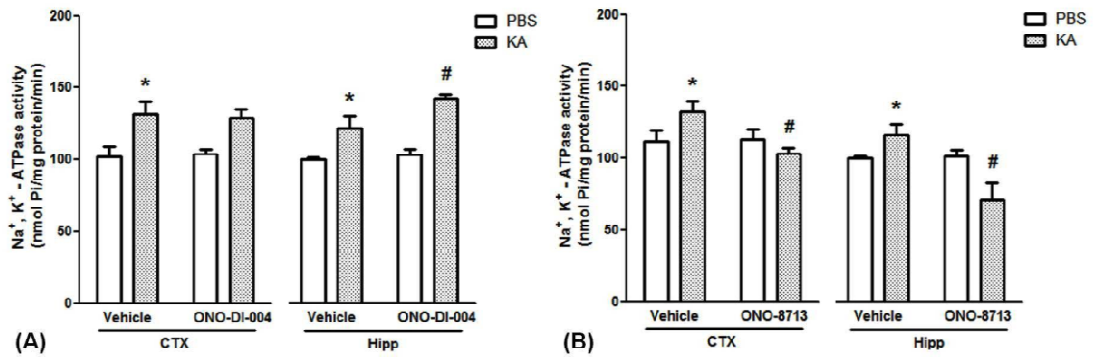 200
150
100
50
0
Na+, K+ - ATPase activity
(nmol Pi/mg protein/min)
PBS
KA
*
*
#
Vehicle ONO-DI-004 Vehicle ONO-DI-004
CTX Hipp
(A)
200
150
100
50
0
Na+, K+ - ATPase activity
(nmol Pi/mg protein/min)
PBS
KA
*
#
*
#
Vehicle ONO-8713 Vehicle ONO-8713
CTX Hipp
(B)